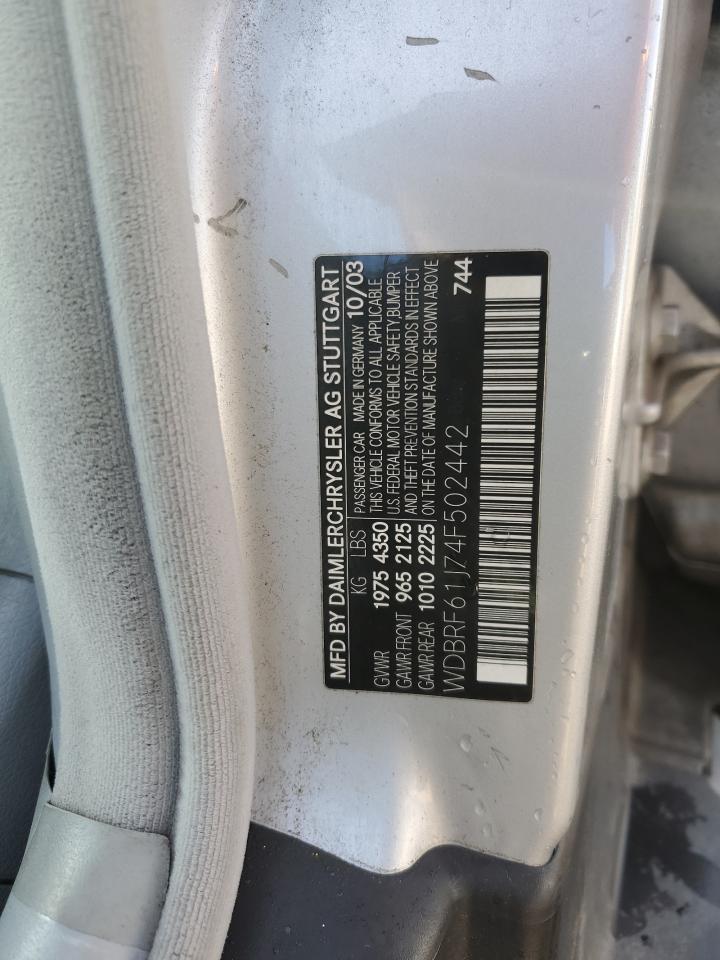 MFD BY DAIMLERCHRYSLER AG STUTTGART
KG LBS PASSENGER CAR MADE IN GERMANY 10/03
GVWR 1975 4350 THIS VEHICLE CONFORMS TO ALL APPLICABLE
GAWR FRONT 965 2125 U.S. FEDERAL MOTOR VEHICLE SAFETY,BUMPER
GAWR REAR 1010 2225 AND THEFT PREVENTION STANDARDS IN EFFECT
ON THE DATE OF MANUFACTURE SHOWN ABOVE
WDBRF61J74F502442 744